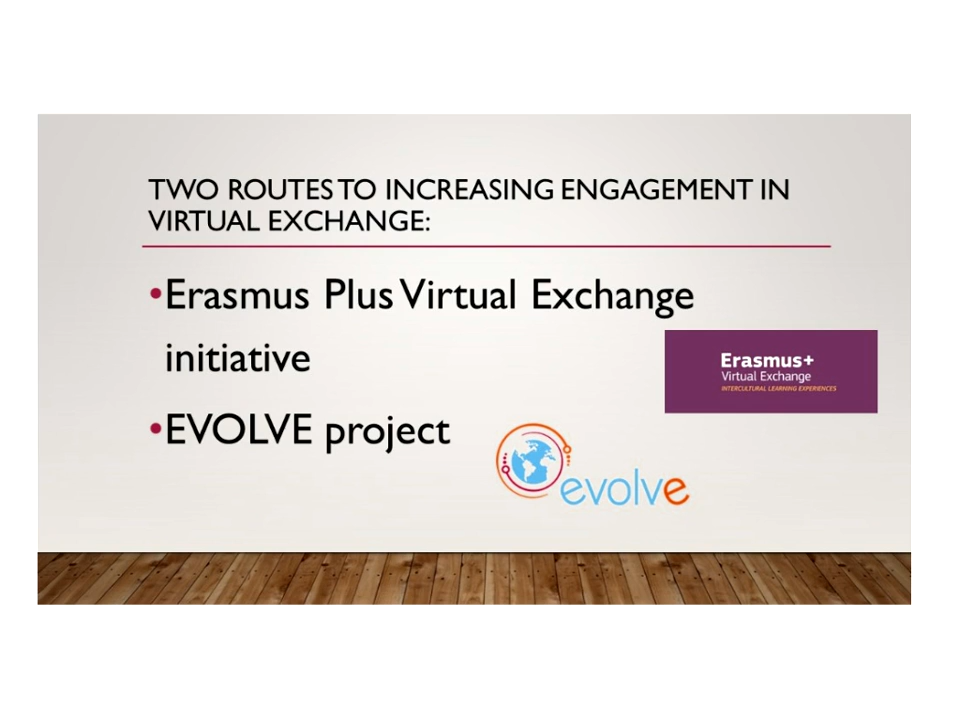 TWO ROUTES TO INCREASING ENGAGEMENT IN
VIRTUAL EXCHANGE:
•Erasmus Plus Virtual Exchange
initiative
Erasmus+
Virtual Exchange
INTERCULTURAL LEARNING EXPERIENCES
•EVOLVE project
evolve